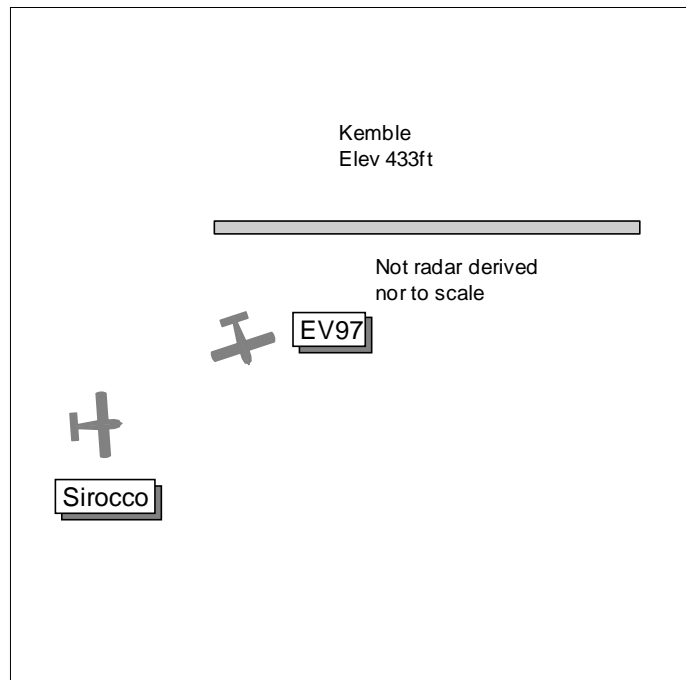 Kemble
Elev 433ft
Not radar derived
nor to scale
EV97
Sirocco